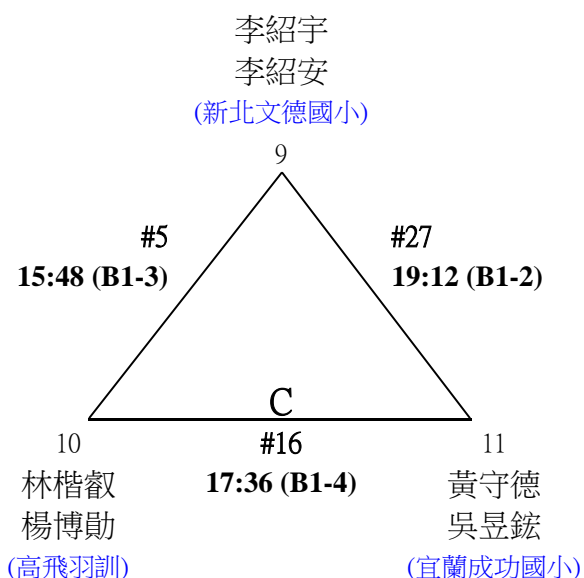 李紹宇
李紹安
(新北文德國小)
9
#5
#27
15:48 (B1-3)
19:12 (B1-2)
C
10
#16
11
林楷叡
17:36 (B1-4)
黃守德
楊博勛
吳昱鋐
(高飛羽訓)
(宜蘭成功國小)